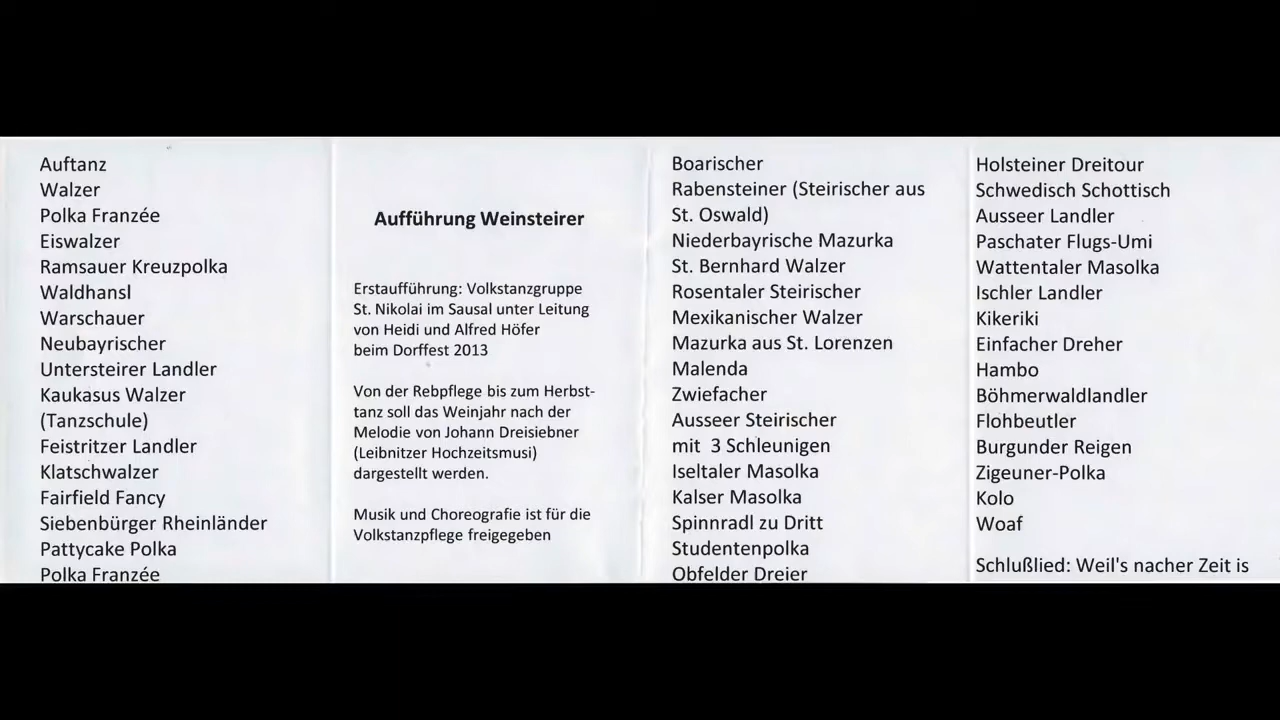 Auftanz
Walzer
Polka Franzée
Eiswalzer
Ramsauer Kreuzpolka
Waldhansl
Warschauer
Neubayrischer
Untersteirer Landler
Kaukasus Walzer
(Tanzschule)
Feistritzer Landler
Klatschwalzer
Fairfield Fancy
Siebenbürger Rheinländer
Pattycake Polka
Polka Franzée
Aufführung Weinsteirer
Erstaufführung: Volkstanzgruppe
St. Nikolai im Sausal unter Leitung
von Heidi und Alfred Höfer
beim Dorffest 2013
Von der Rebpflege bis zum Herbst-
tanz soll das Weinjahr nach der
Melodie von Johann Dreisiebner
(Leibnitzer Hochzeitsmusi)
dargestellt werden.
Musik und Choreografie ist für die
Volkstanzpflege freigegeben
Boarischer
Rabensteiner (Steirischer aus
St. Oswald)
Niederbayrische Mazurka
St. Bernhard Walzer
Rosentaler Steirischer
Mexikanischer Walzer
Mazurka aus St. Lorenzen
Malenda
Zwiefacher
Ausseer Steirischer
mit 3 Schleunigen
Iseltaler Masolka
Kalser Masolka
Spinnradl zu Dritt
Studentenpolka
Obfelder Dreier
Holsteiner Dreitour
Schwedisch Schottisch
Ausseer Landler
Paschater Flugs-Umi
Wattentaler Masolka
Ischler Landler
Kikeriki
Einfacher Dreher
Hambo
Böhmerwaldlandler
Flohbeutler
Burgunder Reigen
Zigeuner-Polka
Kolo
Woaf
Schlußlied: Weil's nacher Zeit is